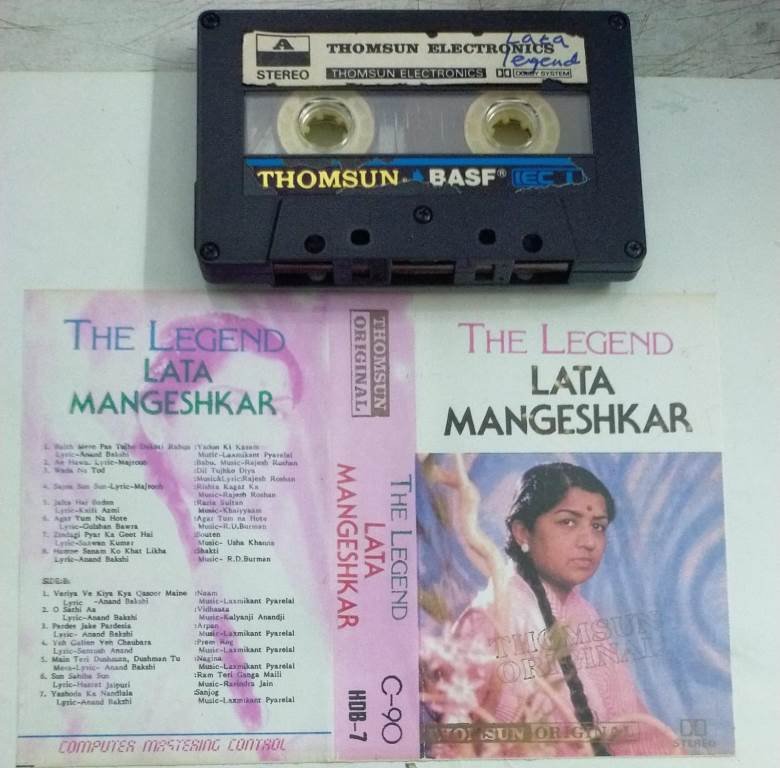 A
STEREO
THOMSUN ELECTRONICS
Lata
legend
THOMSUN ELECTRONICS DOLBY SYSTEM
THOMSUN BASF® IEC I
THE LEGEND
LATA
MANGESHKAR
1. Baith Mere Pas Tujhe :Yadon Ki Kasam
Lyric-Anand Bakshi Music-Laxmikant Pyarelal
2. Ae Hawa. Lyric-Majrooh :Babu. Music-Rajesh Roshan
3. Wada Na Tod :Dil Tujhko Diya
Music&Lyric:Rajesh Roshan
4. Sajan Sun Sun-Lyric-Majrooh :Rishta Kagaz Ka
Music-Rajesh Roshan
5. Jalta Hai Badan :Razia Sultan
Lyric-Kaifi Azmi Music-Khaiyyaam
6. Agar Tum Na Hote :Agar Tum na Hote
Lyric-Gulshan Bawra Music-R.D.Burman
7. Zindagi Pyar Ka Geet Hai :Souten
Lyric-Sawan Kumar Music- Usha Khanna
8. Hamne Sanam Ko Khat Likha :Shakti
Lyric-Anand Bakshi Music- R.D.Burman
SIDE:B:
1. Veriya Ve Kiya Kya Qasoor Maine :Naam
Lyric -Anand Bakshi Music-Laxmikant Pyarelal
2. O Sathi Aa :Vidhaata
Lyric-Anand Bakshi Music-Kalyanji Anandji
3. Pardes Jake Pardesia :Arpan
Lyric- Anand Bakshi Music-Laxmikant Pyarelal
4. Yeh Galian Yeh Chaubara :Prem Rog
Lyric-Santosh Anand Music-Laxmikant Pyarelal
5. Main Teri Dushman, Dushman Tu :Nagina
Mera-Lyric- Anand Bakshi Music-Laxmikant Pyarelal
6. Sun Sahiba Sun :Ram Teri Ganga Maili
Lyric-Hasrat Jaipuri Music-Ravindra Jain
7. Yashoda Ka Nandlala :Sanjog
Lyric-Anand Bakshi Music-Laxmikant Pyarelal
COMPUTER MASTERING CONTROL
THOMSUN
ORIGINAL
THE LEGEND
LATA
MANGESHKAR
C-90
HDB-7
THE LEGEND
LATA
MANGESHKAR
THOMSUN
ORIGINAL
THOMSUN ORIGINAL
STEREO